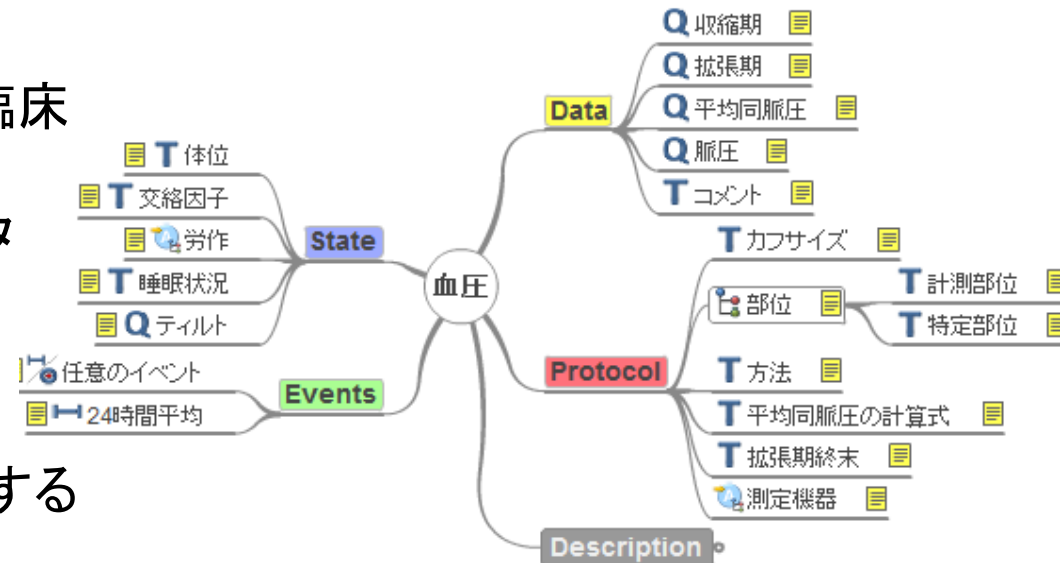 臨床
タ
する
血圧
Data
Q 収縮期
Q 拡張期
Q 平均同脈圧
Q 脈圧
T コメント
State
T 体位
T 交絡因子
労作
T 睡眠状況
Q ティルト
Events
任意のイベント
24時間平均
Protocol
T カフサイズ
部位
T 計測部位
T 特定部位
T 方法
T 平均同脈圧の計算式
T 拡張期終末
測定機器
Description